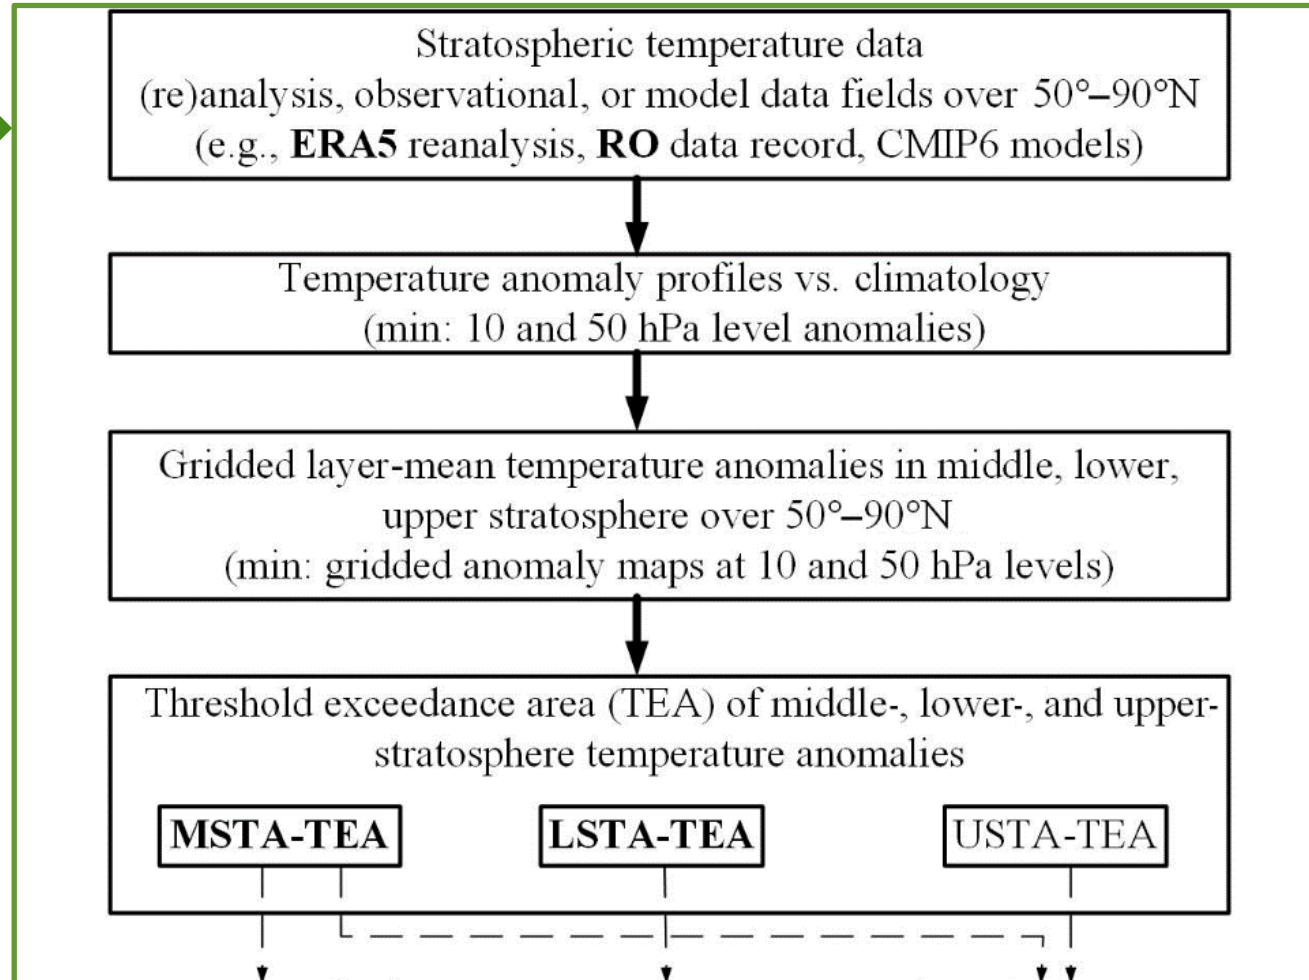 Stratospheric temperature data
(re)analysis, observational, or model data fields over 50°–90°N
(e.g., ERA5 reanalysis, RO data record, CMIP6 models)
Temperature anomaly profiles vs. climatology
(min: 10 and 50 hPa level anomalies)
Gridded layer-mean temperature anomalies in middle, lower,
upper stratosphere over 50°–90°N
(min: gridded anomaly maps at 10 and 50 hPa levels)
Threshold exceedance area (TEA) of middle-, lower-, and upper-
stratosphere temperature anomalies
MSTA-TEA
LSTA-TEA
USTA-TEA